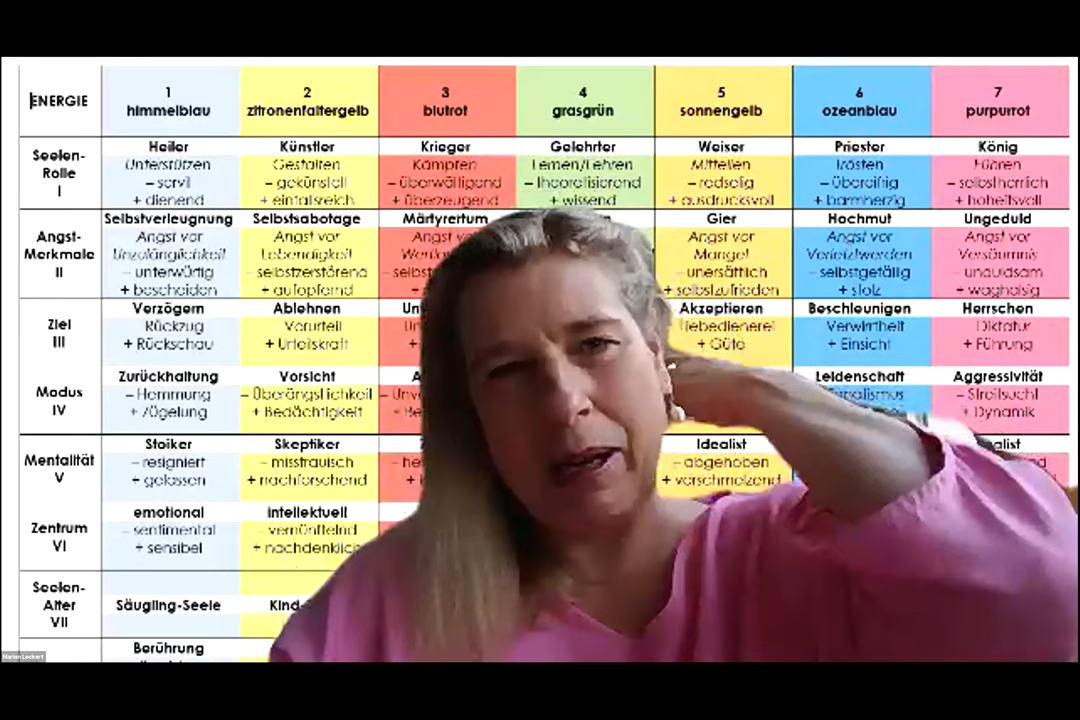 ENERGIE
1
himmelblau
2
zitronenfaltergelb
3
blutrot
4
grasgrün
5
sonnengelb
6
ozeanblau
7
purpurrot
Seelen-
Rolle
I
Heiler
Unterstützen
– servil
+ dienend
Künstler
Gestalten
– gekünstelt
+ einfallsreich
Krieger
Kämpfen
– überwältigend
+ überzeugend
Gelehrter
Lernen/Lehren
– theoretisierend
+ wissend
Weiser
Mitteilen
– redselig
+ ausdrucksvoll
Priester
Trösten
– übereifrig
+ barmherzig
König
Führen
– selbstherrlich
+ hoheitsvoll
Angst-
Merkmale
II
Selbstverleugnung
Angst vor
Unzulänglichkeit
– unterwürfig
+ bescheiden
Selbstsabotage
Angst vor
Lebendigkeit
– selbstzerstörend
+ aufopfernd
Märtyrertum
Angst
Gier
Angst vor
Mangel
– unersättlich
+ selbstzufrieden
Hochmut
Angst vor
Verletztwerden
– selbstgefällig
+ stolz
Ungeduld
Angst vor
Versäumnis
– unduldsam
+ waghalsig
Ziel
III
Verzögern
Rückzug
+ Rückschau
Ablehnen
Vorurteil
+ Urteilskraft
Akzeptieren
+ Güte
Beschleunigen
Verwirrtheit
+ Einsicht
Herrschen
Diktatur
+ Führung
Modus
IV
Zurückhaltung
– Hemmung
+ Zügelung
Vorsicht
– Überängstlichkeit
+ Bedächtigkeit
Leidenschaft
Aggressivität
– Streitsucht
+ Dynamik
Mentalität
V
Stoiker
– resigniert
+ gelassen
Skeptiker
– misstrauisch
+ nachforschend
Idealist
– abgehoben
+ verschmelzend
Zentrum
VI
emotional
– sentimental
+ sensibel
intellektuell
– vernünftelnd
+ nachdenklich
Seelen-
Alter
VII
Säugling-Seele
Kind-
Berührung
Marion Lockert